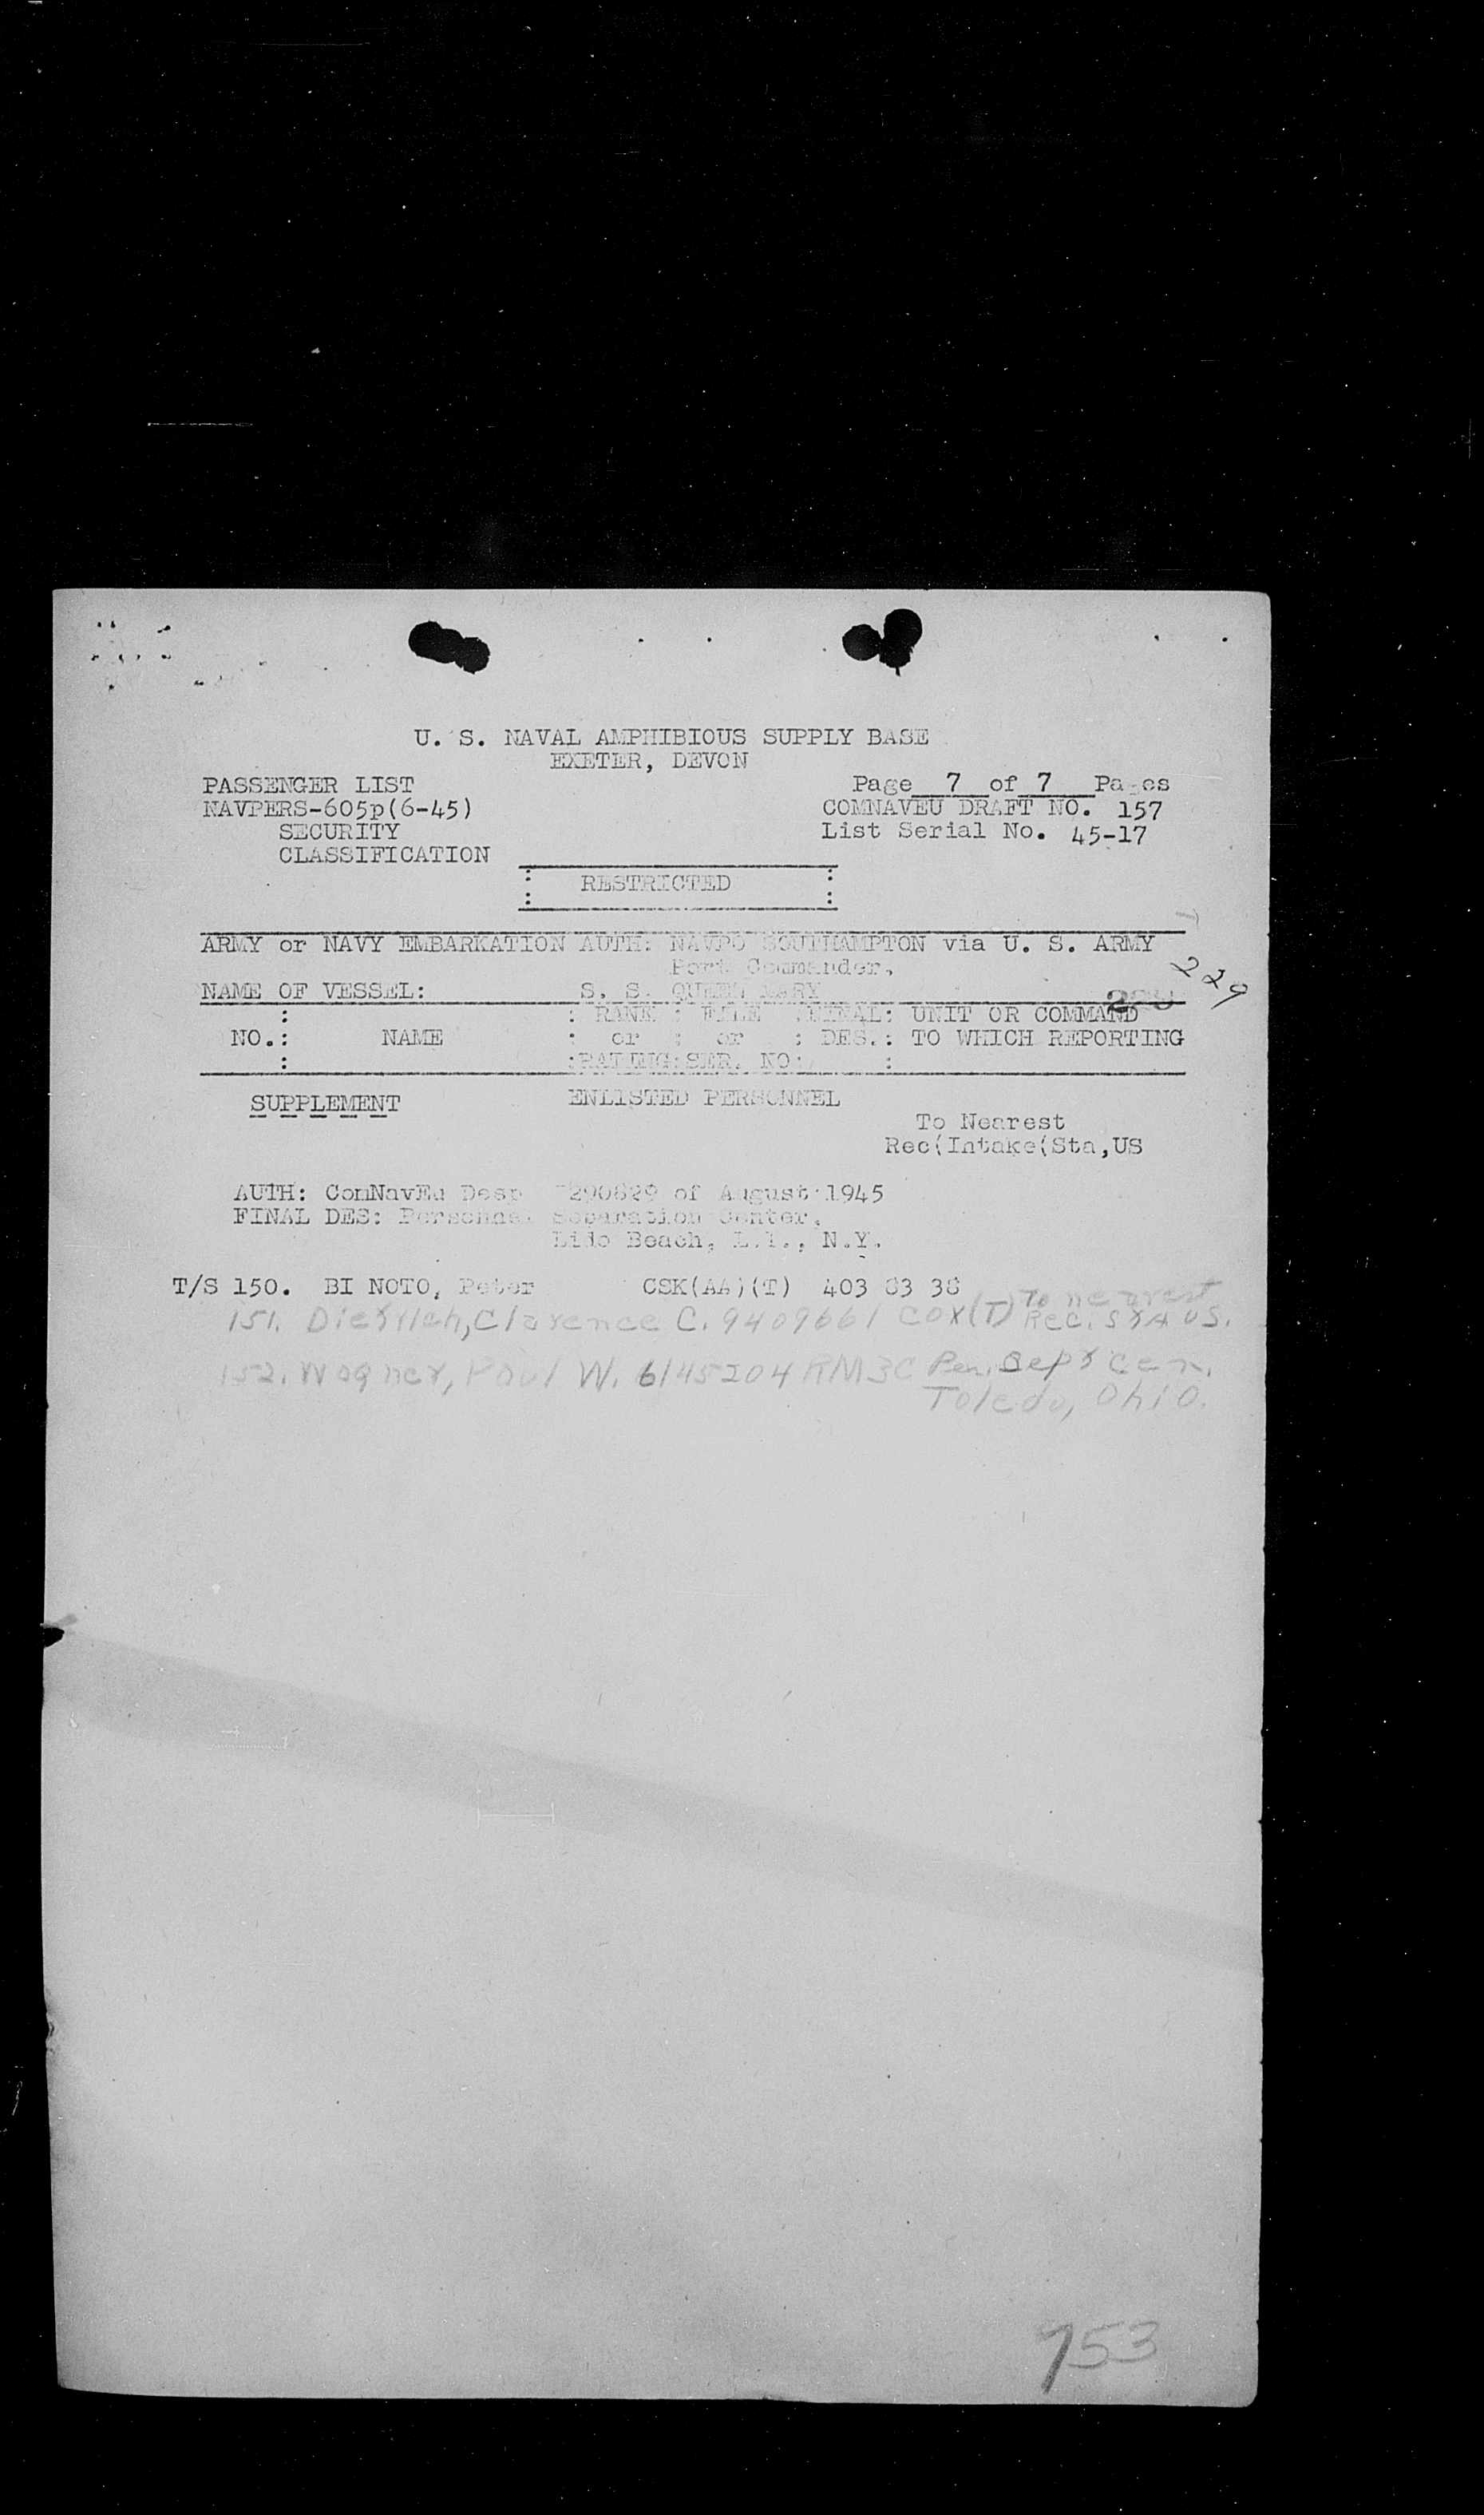 U. S. NAVAL AMPHIBIOUS SUPPLY BASE
EXETER, DEVON
PASSENGER LIST Page 7 of 7 Pages
NAVPERS-605p(6-45) COMNAVEU DRAFT NO. 157
SECURITY List Serial No. 45-17
CLASSIFICATION
: RESTRICTED :
ARMY or NAVY EMBARKATION AUTH: NAVPO SOUTHAMPTON via U. S. ARMY
Port Commander.
229
NAME OF VESSEL: S. S. QUEEN MARY
: : RANK : FILE :FINAL: UNIT OR COMMAND
NO.: NAME : or : or : DES.: TO WHICH REPORTING
: :RATING:SER. NO: :
SUPPLEMENT ENLISTED PERSONNEL
To Nearest
Rec(Intake(Sta,US
AUTH: ComNavEu Desp 290829 of August 1945
FINAL DES: Personnel Separation Center,
Lido Beach, L.I., N.Y.
T/S 150. BI NOTO, Peter CSK(AA)(T) 403 83 38
151. Dietrich, Clarence C. 9409661 COX(T) To nearest Rec. STA US.
152. Wagner, Paul W. 6145204 RM3C Per. Sept Cen.
Toledo, Ohio.
753